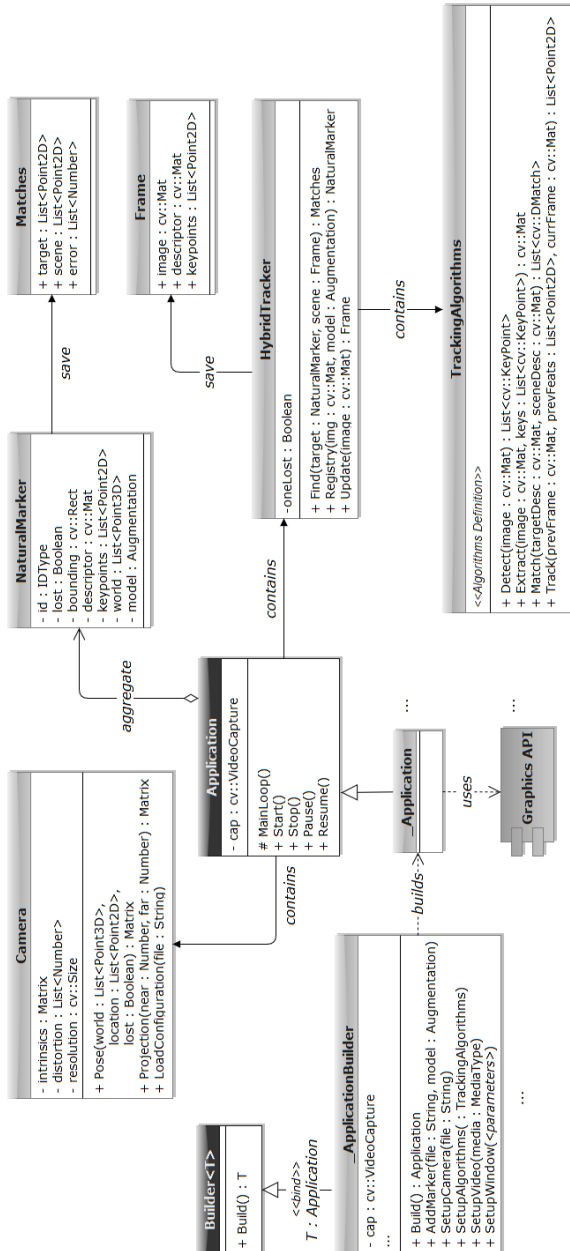 Builder<T>
+ Build() : T
<<bind>>
T : Application
_ApplicationBuilder
- cap : cv::VideoCapture
...
+ Build() : Application
+ AddMarker(file : String, model : Augmentation)
+ SetupCamera(file : String)
+ SetupAlgorithms( : TrackingAlgorithms)
+ SetupVideo(media : MediaType)
+ SetupWindow(<parameters>)
...
builds
Camera
- intrinsics : Matrix
- distortion : List<Number>
- resolution : cv::Size
+ Pose(world : List<Point3D>,
location : List<Point2D>,
lost : Boolean) : Matrix
+ Projection(near : Number, far : Number) : Matrix
+ LoadConfiguration(file : String)
contains
Application
- cap : cv::VideoCapture
# MainLoop()
+ Start()
+ Stop()
+ Pause()
+ Resume()
_Application
...
uses
Graphics API
...
aggregate
NaturalMarker
- id : IDType
- lost : Boolean
- bounding : cv::Rect
- descriptor : cv::Mat
- keypoints : List<Point2D>
- world : List<Point3D>
- model : Augmentation
save
Matches
+ target : List<Point2D>
+ scene : List<Point2D>
+ error : List<Number>
contains
HybridTracker
- oneLost : Boolean
+ Find(target : NaturalMarker, scene : Frame) : Matches
+ Registry(img : cv::Mat, model : Augmentation) : NaturalMarker
+ Update(image : cv::Mat) : Frame
save
Frame
+ image : cv::Mat
+ descriptor : cv::Mat
+ keypoints : List<Point2D>
contains
TrackingAlgorithms
<<Algorithms Definition>>
+ Detect(image : cv::Mat) : List<cv::KeyPoint>
+ Extract(image : cv::Mat, keys : List<cv::KeyPoint>) : cv::Mat
+ Match(targetDesc : cv::Mat, sceneDesc : cv::Mat) : List<cv::DMatch>
+ Track(prevFrame : cv::Mat, prevFeats : List<Point2D>, currFrame : cv::Mat) : List<Point2D>